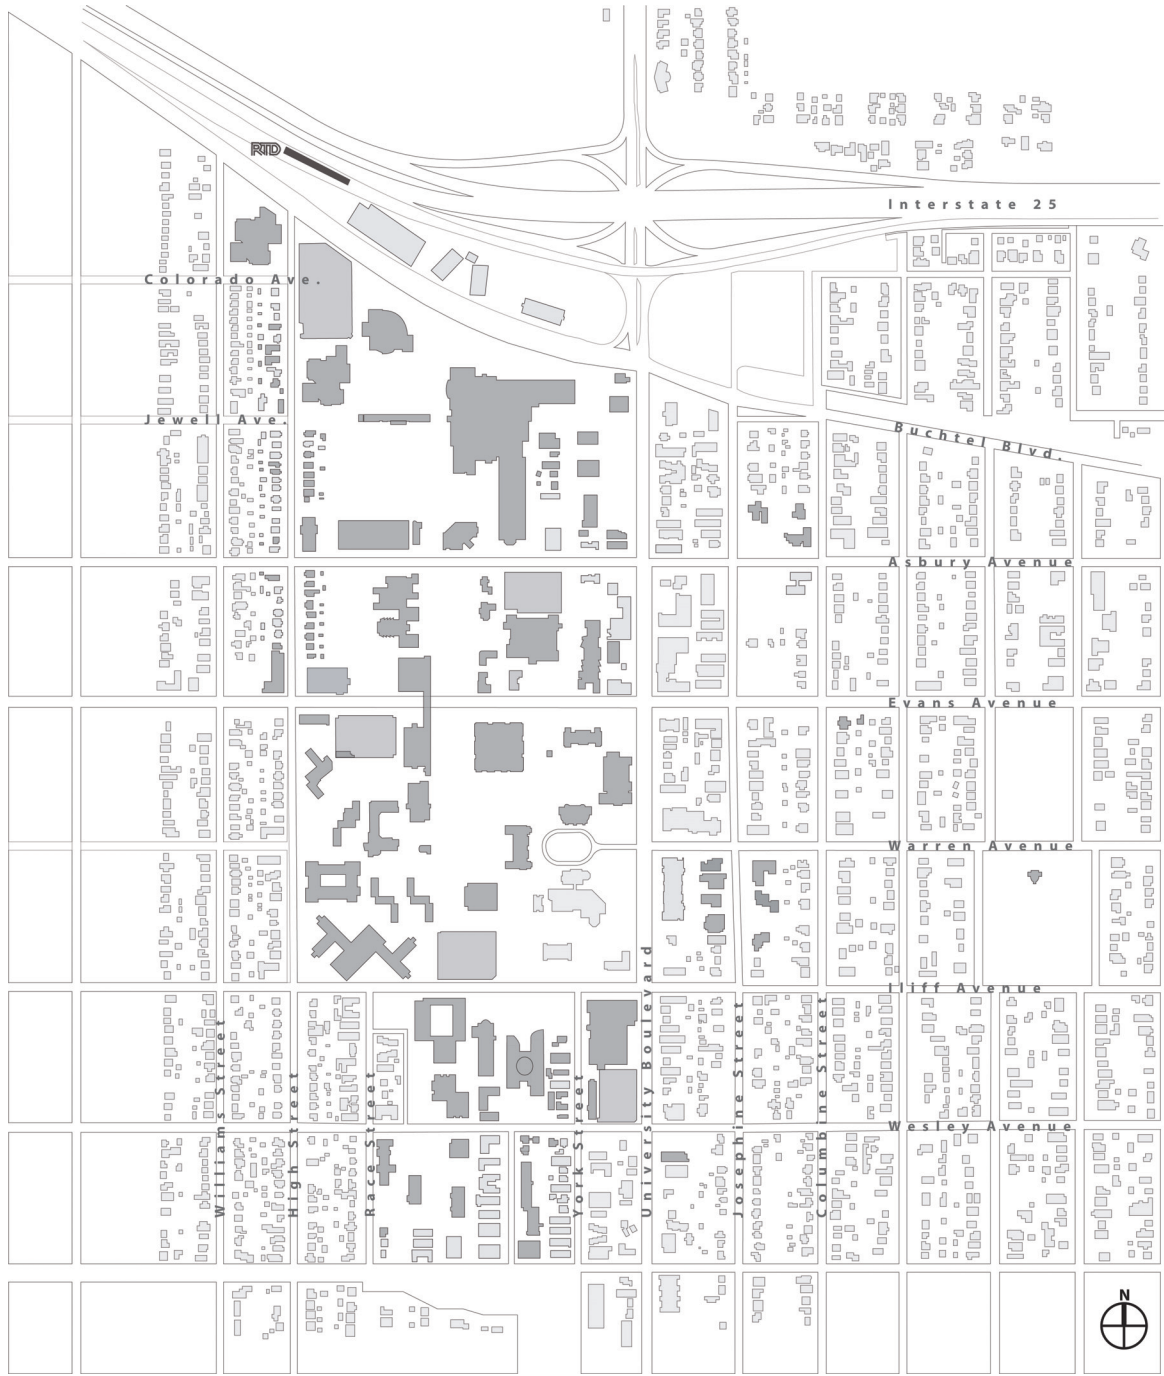 RTD
Interstate 25
Colorado Ave.
Jewell Ave.
Buchtel Blvd.
Asbury Avenue
Evans Avenue
Warren Avenue
Iliff Avenue
Wesley Avenue
Williams Street
High Street
Race Street
York Street
University Boulevard
Josephine Street
Columbine Street
N